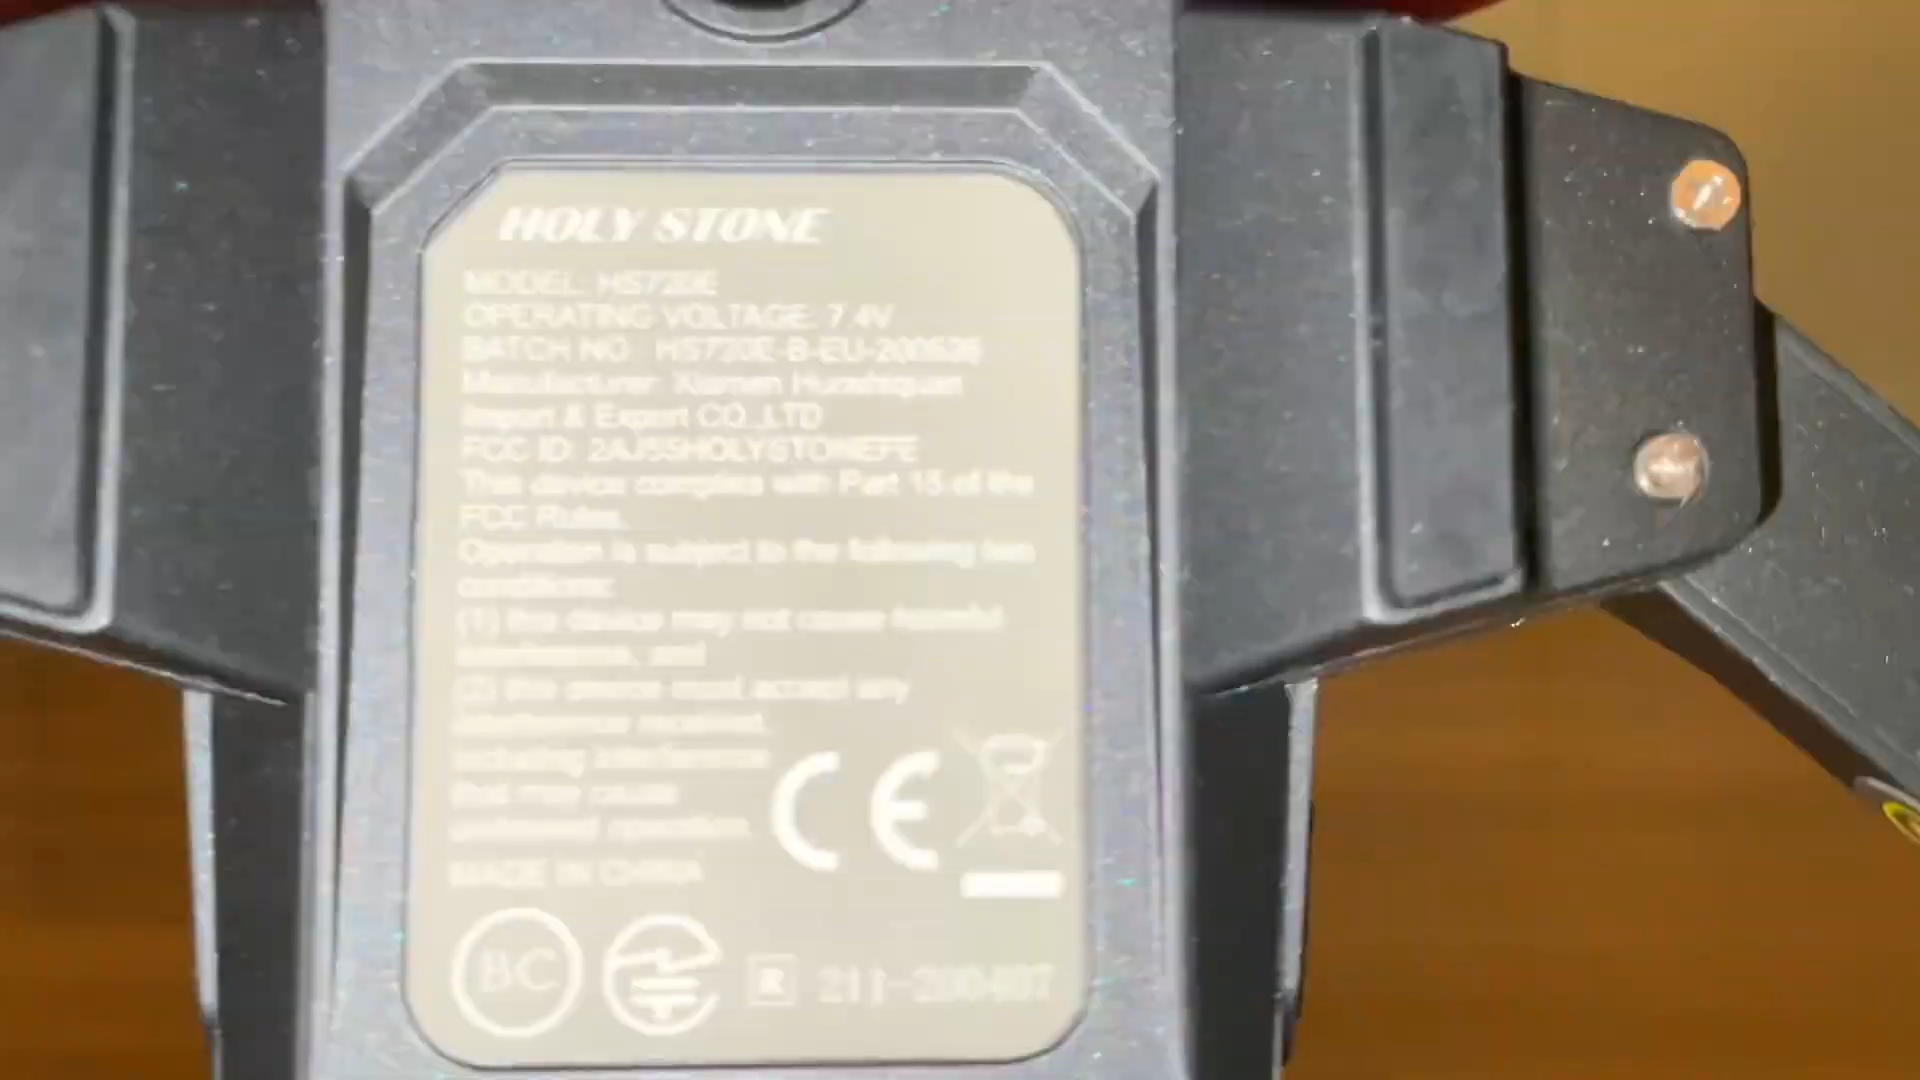 HOLY STONE
MODEL: HS720E
OPERATING VOLTAGE: 7.4V
BATCH NO.: HS720E-B-EU-200626
Manufacturer: Xiamen Huoshiquan
Import & Export CO.,LTD
FCC ID: 2AJ55HOLYSTONEFE
This device complies with Part 15 of the
FCC Rules.
Operation is subject to the following two
conditions:
(1) this device may not cause harmful
interference, and
(2) this device must accept any
interference received,
including interference
that may cause
undesired operation.
MADE IN CHINA
CE
BC
R 211-200407